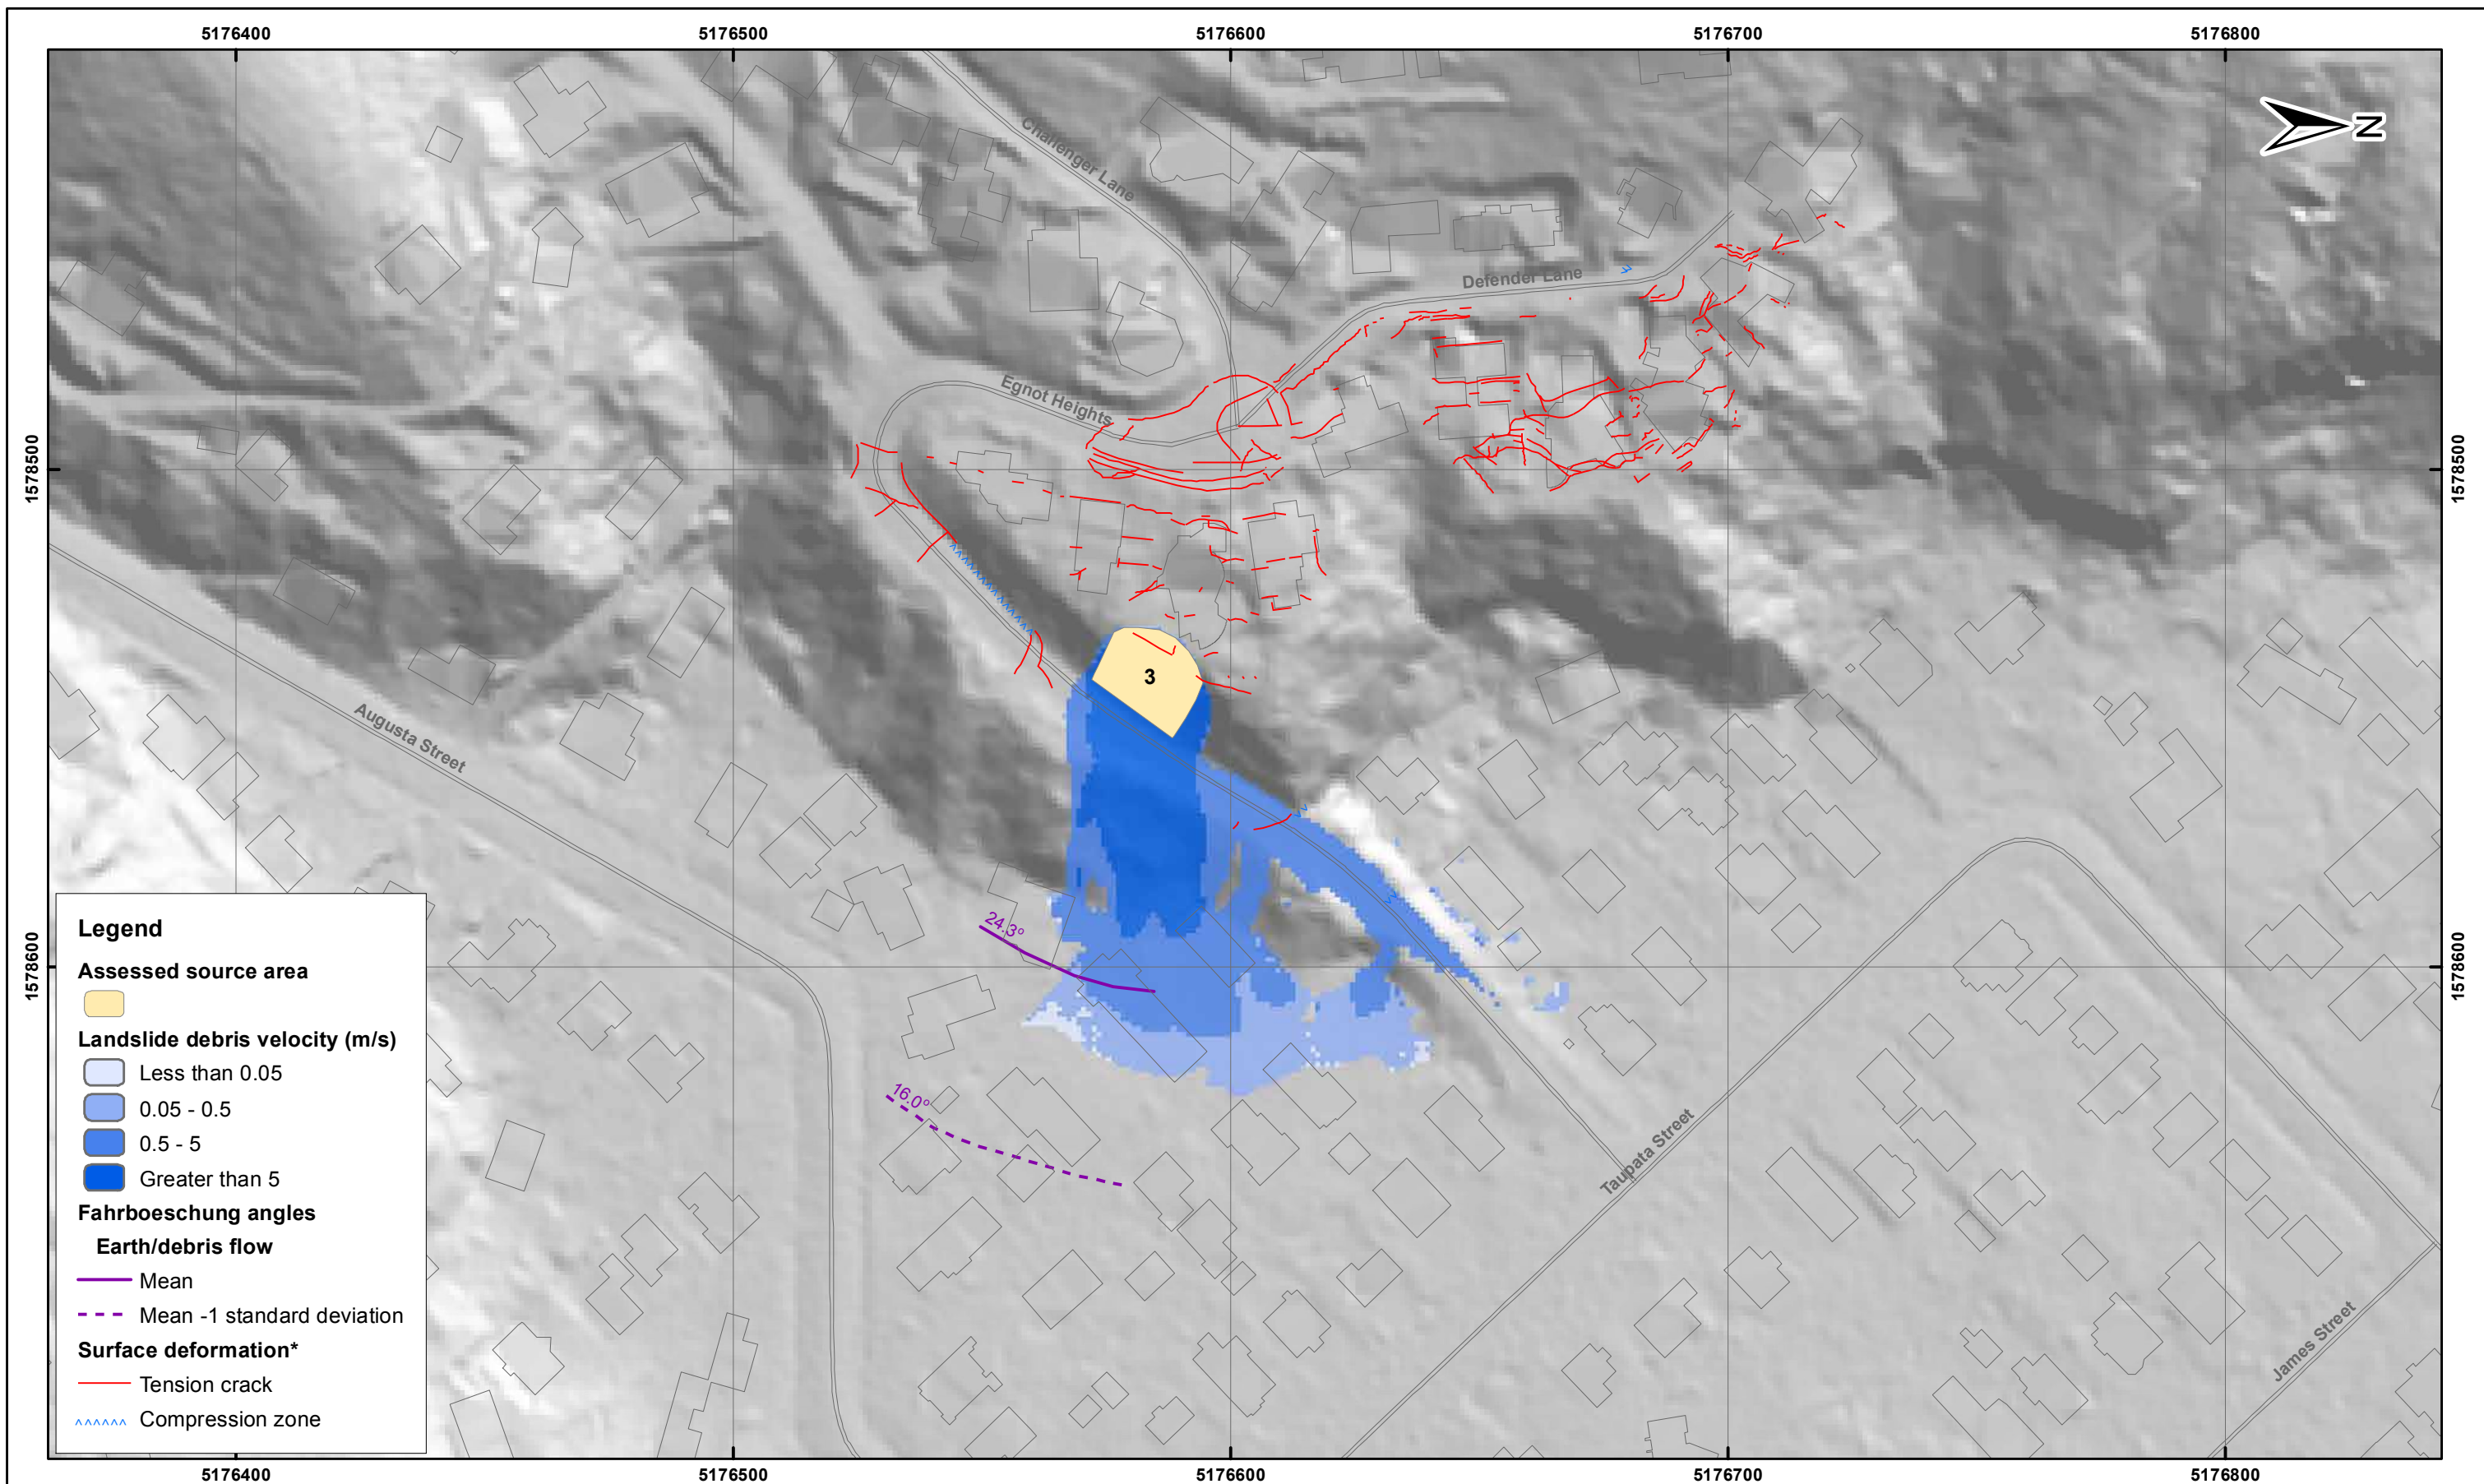 5176400 5176500 5176600 5176700 5176800
N
Challenger Lane
Defender Lane
Egnot Heights
1578500
1578500
3
Augusta Street
24.3°
1578600
1578600
16.0°
Taupata Street
James Street
Legend
Assessed source area
Landslide debris velocity (m/s)
Less than 0.05
0.05 - 0.5
0.5 - 5
Greater than 5
Fahrboeschung angles
Earth/debris flow
Mean
Mean -1 standard deviation
Surface deformation*
Tension crack
Compression zone
5176400 5176500 5176600 5176700 5176800